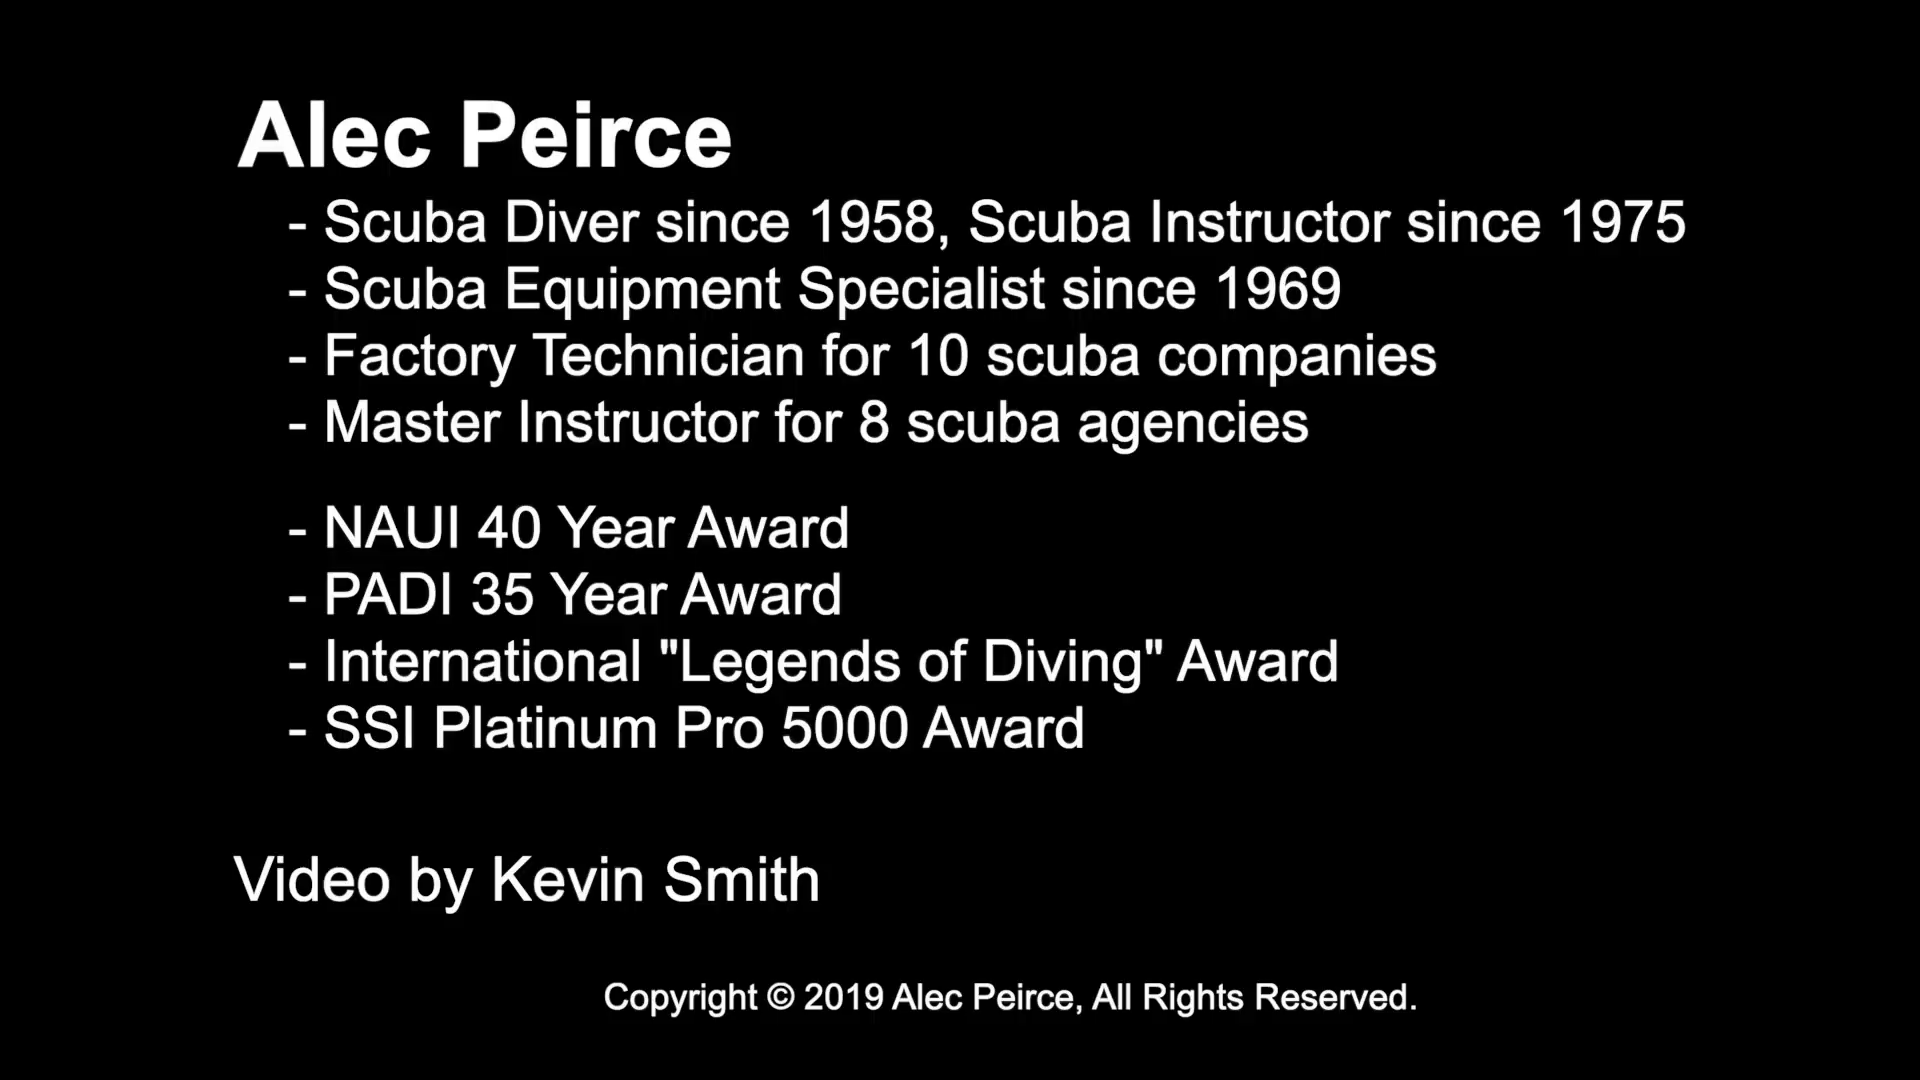 Alec Peirce
- Scuba Diver since 1958, Scuba Instructor since 1975
- Scuba Equipment Specialist since 1969
- Factory Technician for 10 scuba companies
- Master Instructor for 8 scuba agencies
- NAUI 40 Year Award
- PADI 35 Year Award
- International "Legends of Diving" Award
- SSI Platinum Pro 5000 Award
Video by Kevin Smith
Copyright © 2019 Alec Peirce, All Rights Reserved.